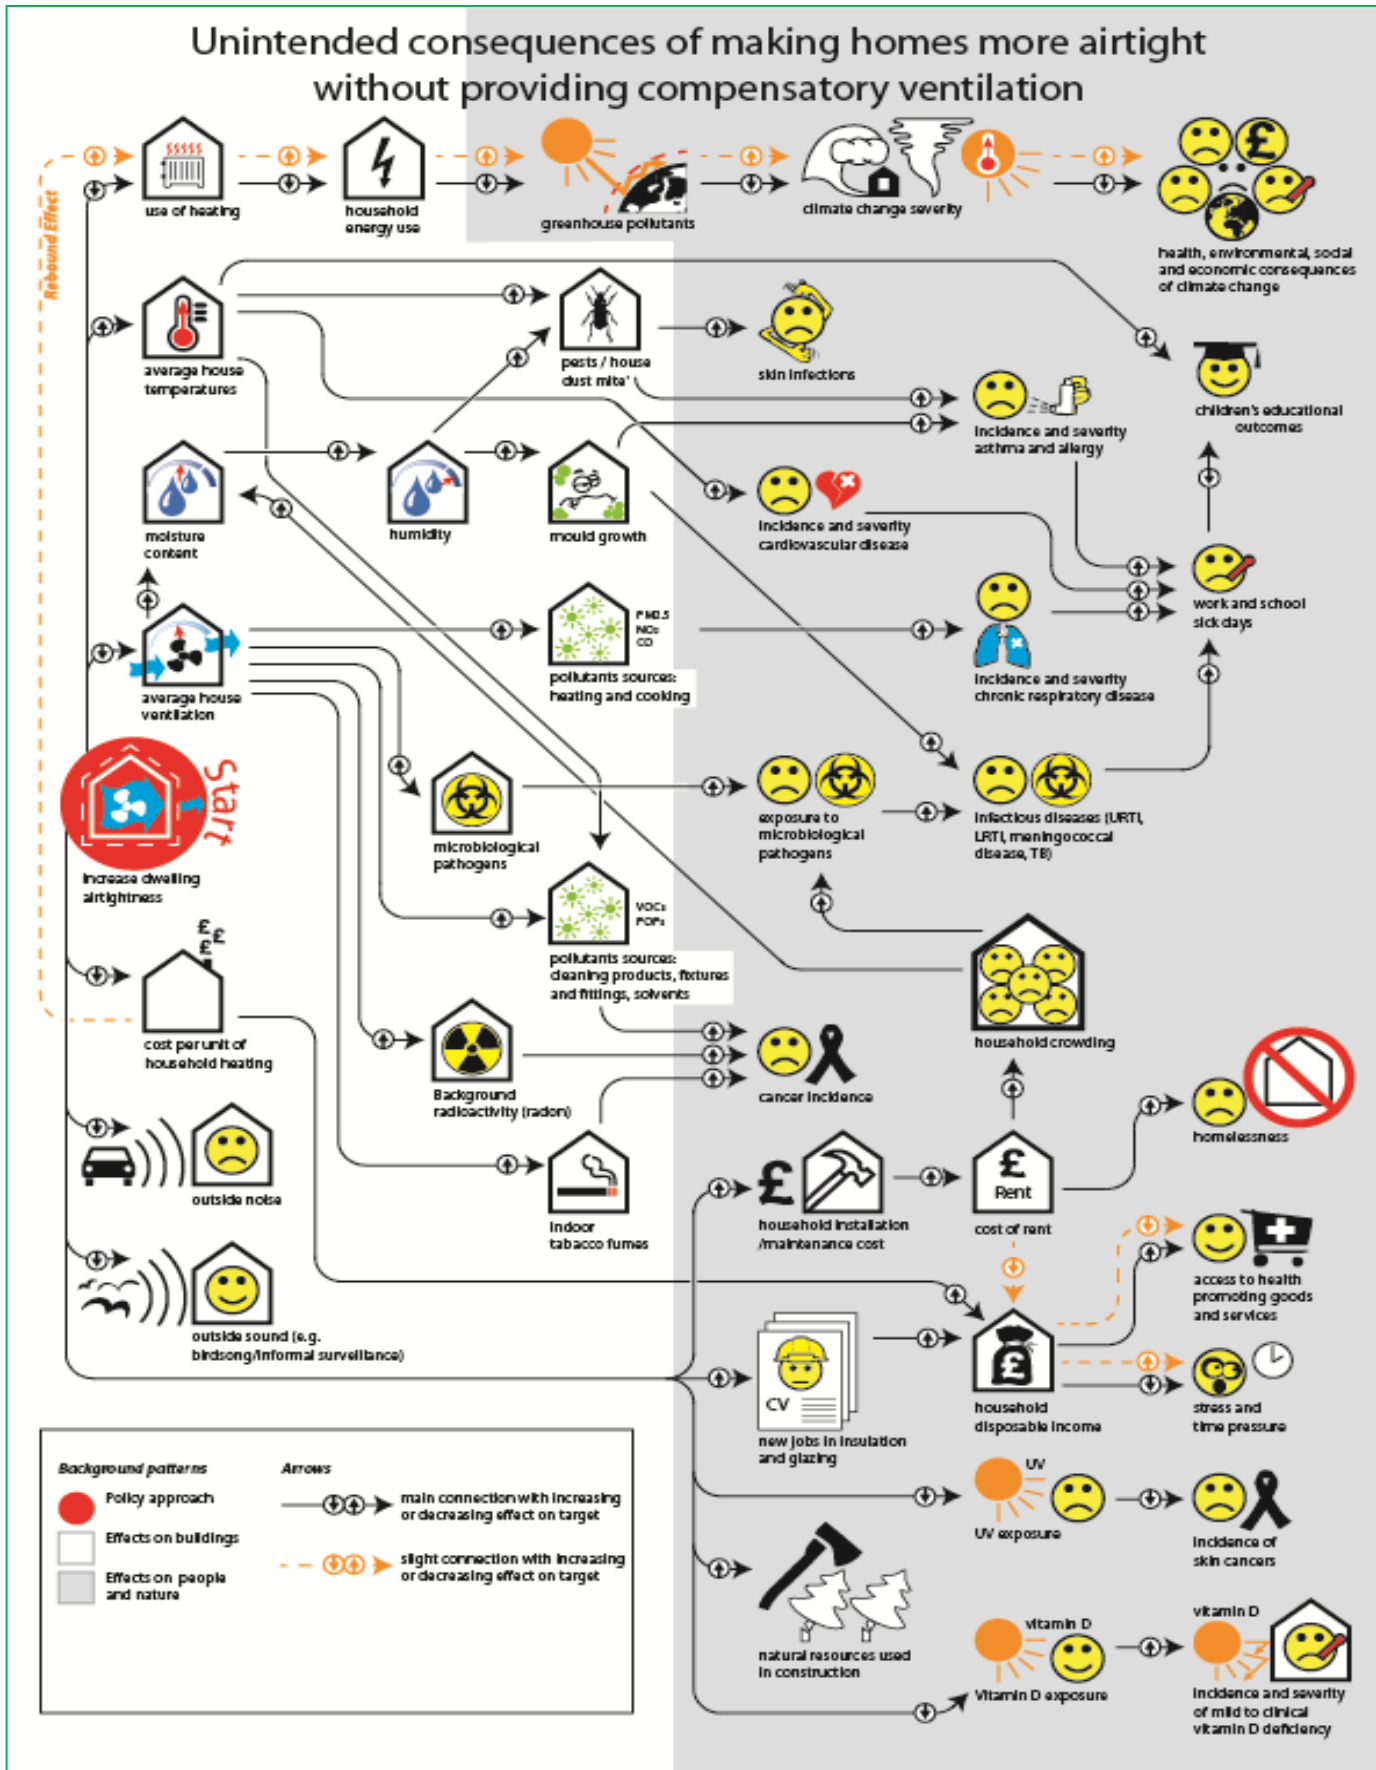 Unintended consequences of making homes more airtight
without providing compensatory ventilation
Rebound Effect
use of heating
household
energy use
greenhouse pollutants
climate change severity
£
health, environmental, social
and economic consequences
of climate change
average house
temperatures
pests / house
dust mite'
skin infections
incidence and severity
asthma and allergy
children's educational
outcomes
moisture
content
humidity
mould growth
incidence and severity
cardiovascular disease
work and school
sick days
average house
ventilation
PM2.5
NO2
CO
pollutants sources:
heating and cooking
incidence and severity
chronic respiratory disease
Start
increase dwelling
airtightness
microbiological
pathogens
exposure to
microbiological
pathogens
infectious diseases (URTI,
LRTI, meningococcal
disease, TB)
VOCs
POPs
pollutants sources:
cleaning products, fixtures
and fittings, solvents
£££
££
cost per unit of
household heating
Background
radioactivity (radon)
cancer incidence
household crowding
homelessness
outside noise
indoor
tabacco fumes
£
household installation
/maintenance cost
£
Rent
cost of rent
access to health
promoting goods
and services
outside sound (e.g.
birdsong/informal surveillance)
CV
new jobs in insulation
and glazing
£
household
disposable income
stress and
time pressure
UV
UV exposure
incidence of
skin cancers
natural resources used
in construction
vitamin D
Vitamin D exposure
vitamin D
incidence and severity
of mild to clinical
vitamin D deficiency
Background patterns
Policy approach
Effects on buildings
Effects on people
and nature
Arrows
main connection with increasing
or decreasing effect on target
slight connection with increasing
or decreasing effect on target